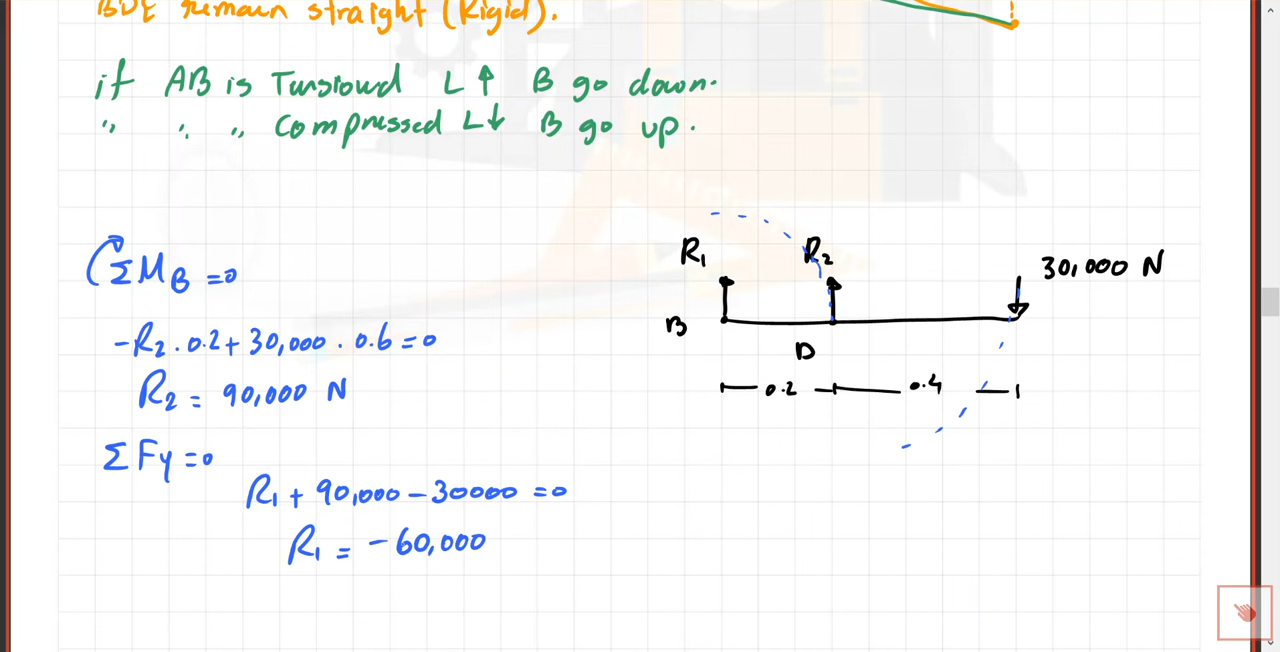 BDE remain straight (Rigid).
if AB is Tensioned L↑ B go down.
" " " Compressed L↓ B go up.
ΣM_B = 0
-R₂ . 0.2 + 30,000 . 0.6 = 0
R₂ = 90,000 N
ΣFy = 0
R₁ + 90,000 - 30000 = 0
R₁ = -60,000
R₁
R₂
30,000 N
B
D
0.2
0.4